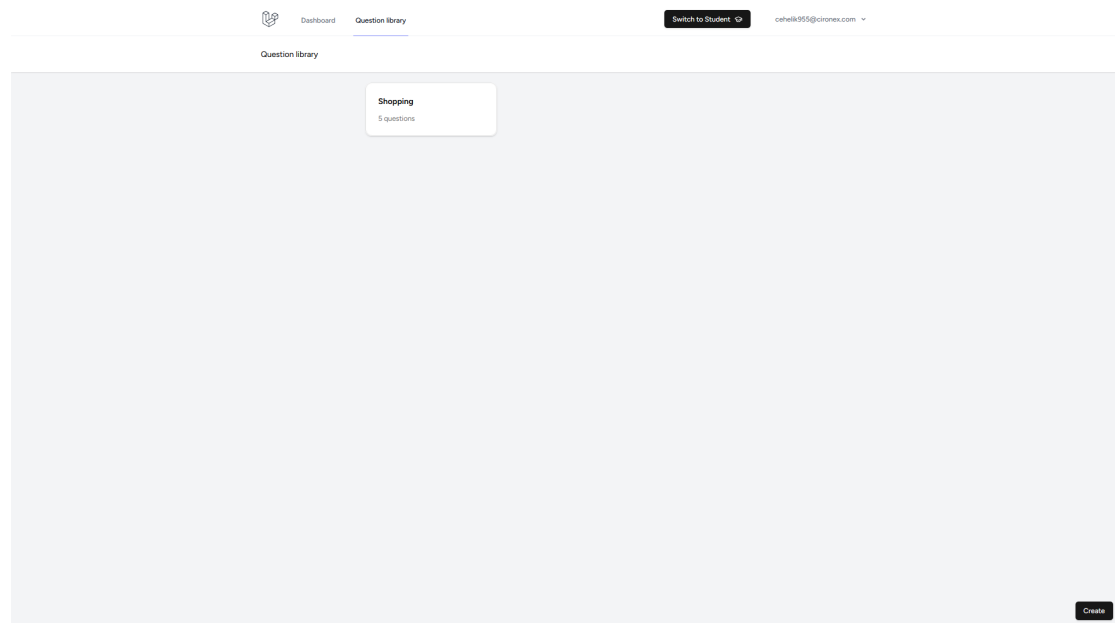 Dashboard
Question library
Switch to Student
cehelik955@cironex.com
Question library
Shopping
5 questions
Create